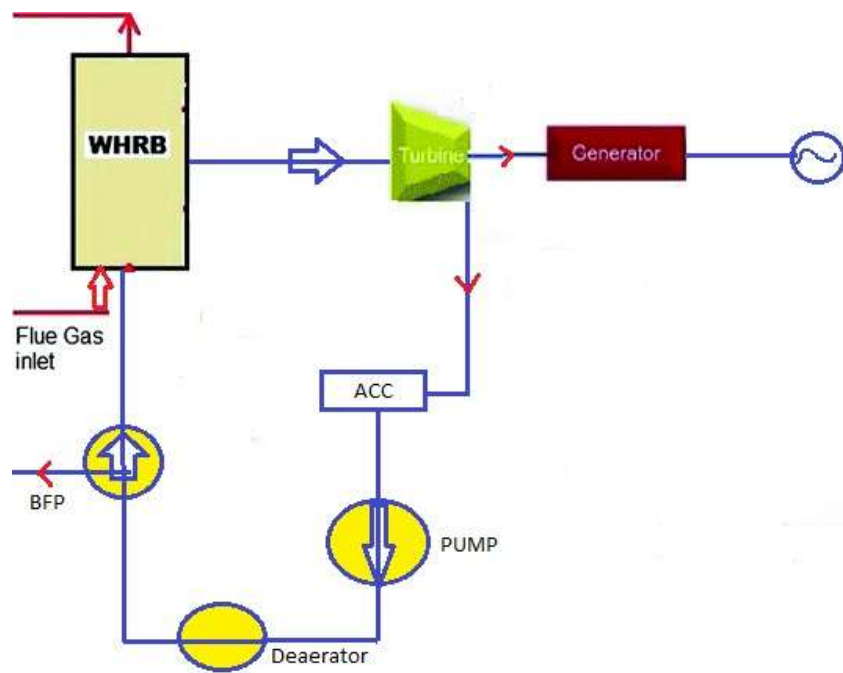 WHRB
Turbine
Generator
Flue Gas
inlet
ACC
BFP
PUMP
Deaerator